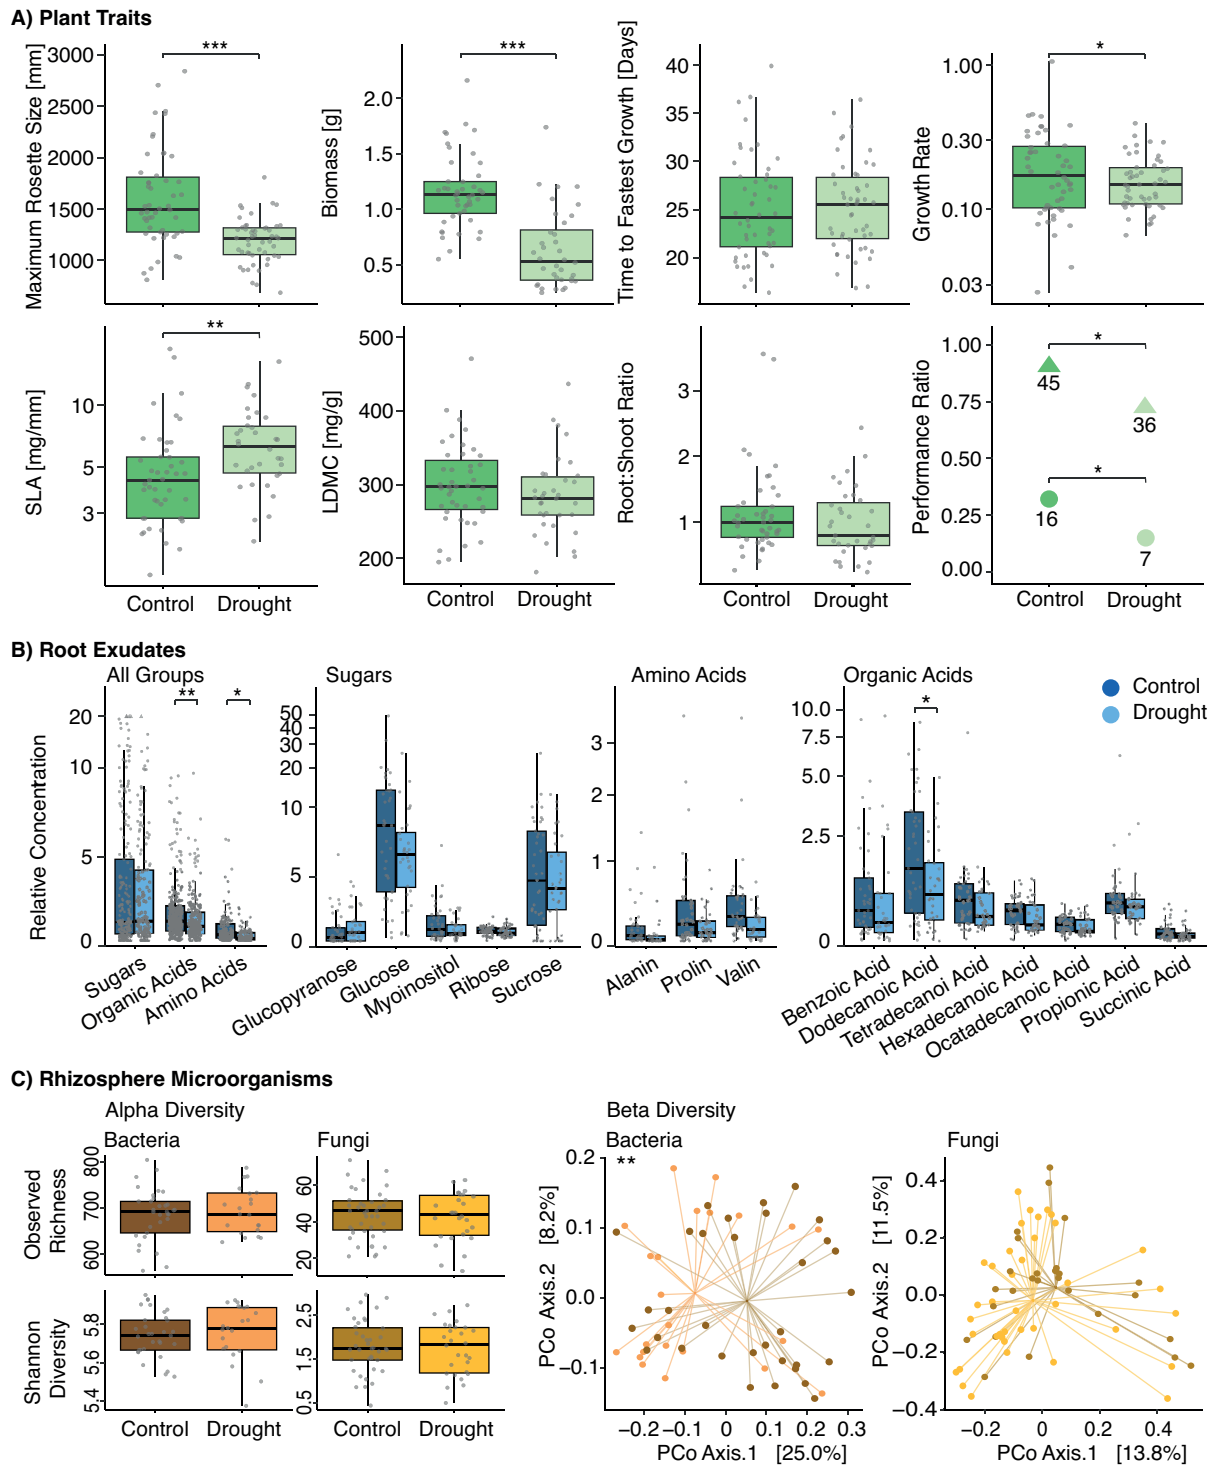 A) Plant Traits
Maximum Rosette Size [mm]
3000
2500
2000
1500
1000
***
Biomass [g]
2.0
1.5
1.0
0.5
***
Time to Fastest Growth [Days]
40
35
30
25
20
Growth Rate
1.00
0.30
0.10
0.03
*
SLA [mg/mm]
10
5
3
**
Control Drought
LDMC [mg/g]
500
400
300
200
Control Drought
Root:Shoot Ratio
3
2
1
Control Drought
Performance Ratio
1.00
0.75
0.50
0.25
0.00
*
45
36
*
16
7
Control Drought
B) Root Exudates
All Groups
Relative Concentration
20
10
5
0
** *
Sugars
Organic Acids
Amino Acids
Sugars
50
40
30
20
10
5
0
Glucopyranose
Glucose
Myoinositol
Ribose
Sucrose
Amino Acids
3
2
1
0
Alanin
Prolin
Valin
Organic Acids
10.0
7.5
5.0
2.5
0
*
Benzoic Acid
Dodecanoic Acid
Tetradecanoi Acid
Hexadecanoic Acid
Ocatadecanoic Acid
Propionic Acid
Succinic Acid
Control
Drought
C) Rhizosphere Microorganisms
Alpha Diversity
Bacteria
Fungi
Observed
Richness
800
700
600
60
40
20
Shannon
Diversity
5.8
5.6
5.4
2.5
1.5
0.5
Control Drought
Control Drought
Beta Diversity
Bacteria
**
PCo Axis.2 [8.2%]
0.2
0.1
0.0
−0.1
−0.2 −0.1 0 0.1 0.2 0.3
PCo Axis.1 [25.0%]
Fungi
PCo Axis.2 [11.5%]
0.4
0.2
0.0
−0.2
−0.4
−0.2 0 0.2 0.4
PCo Axis.1 [13.8%]